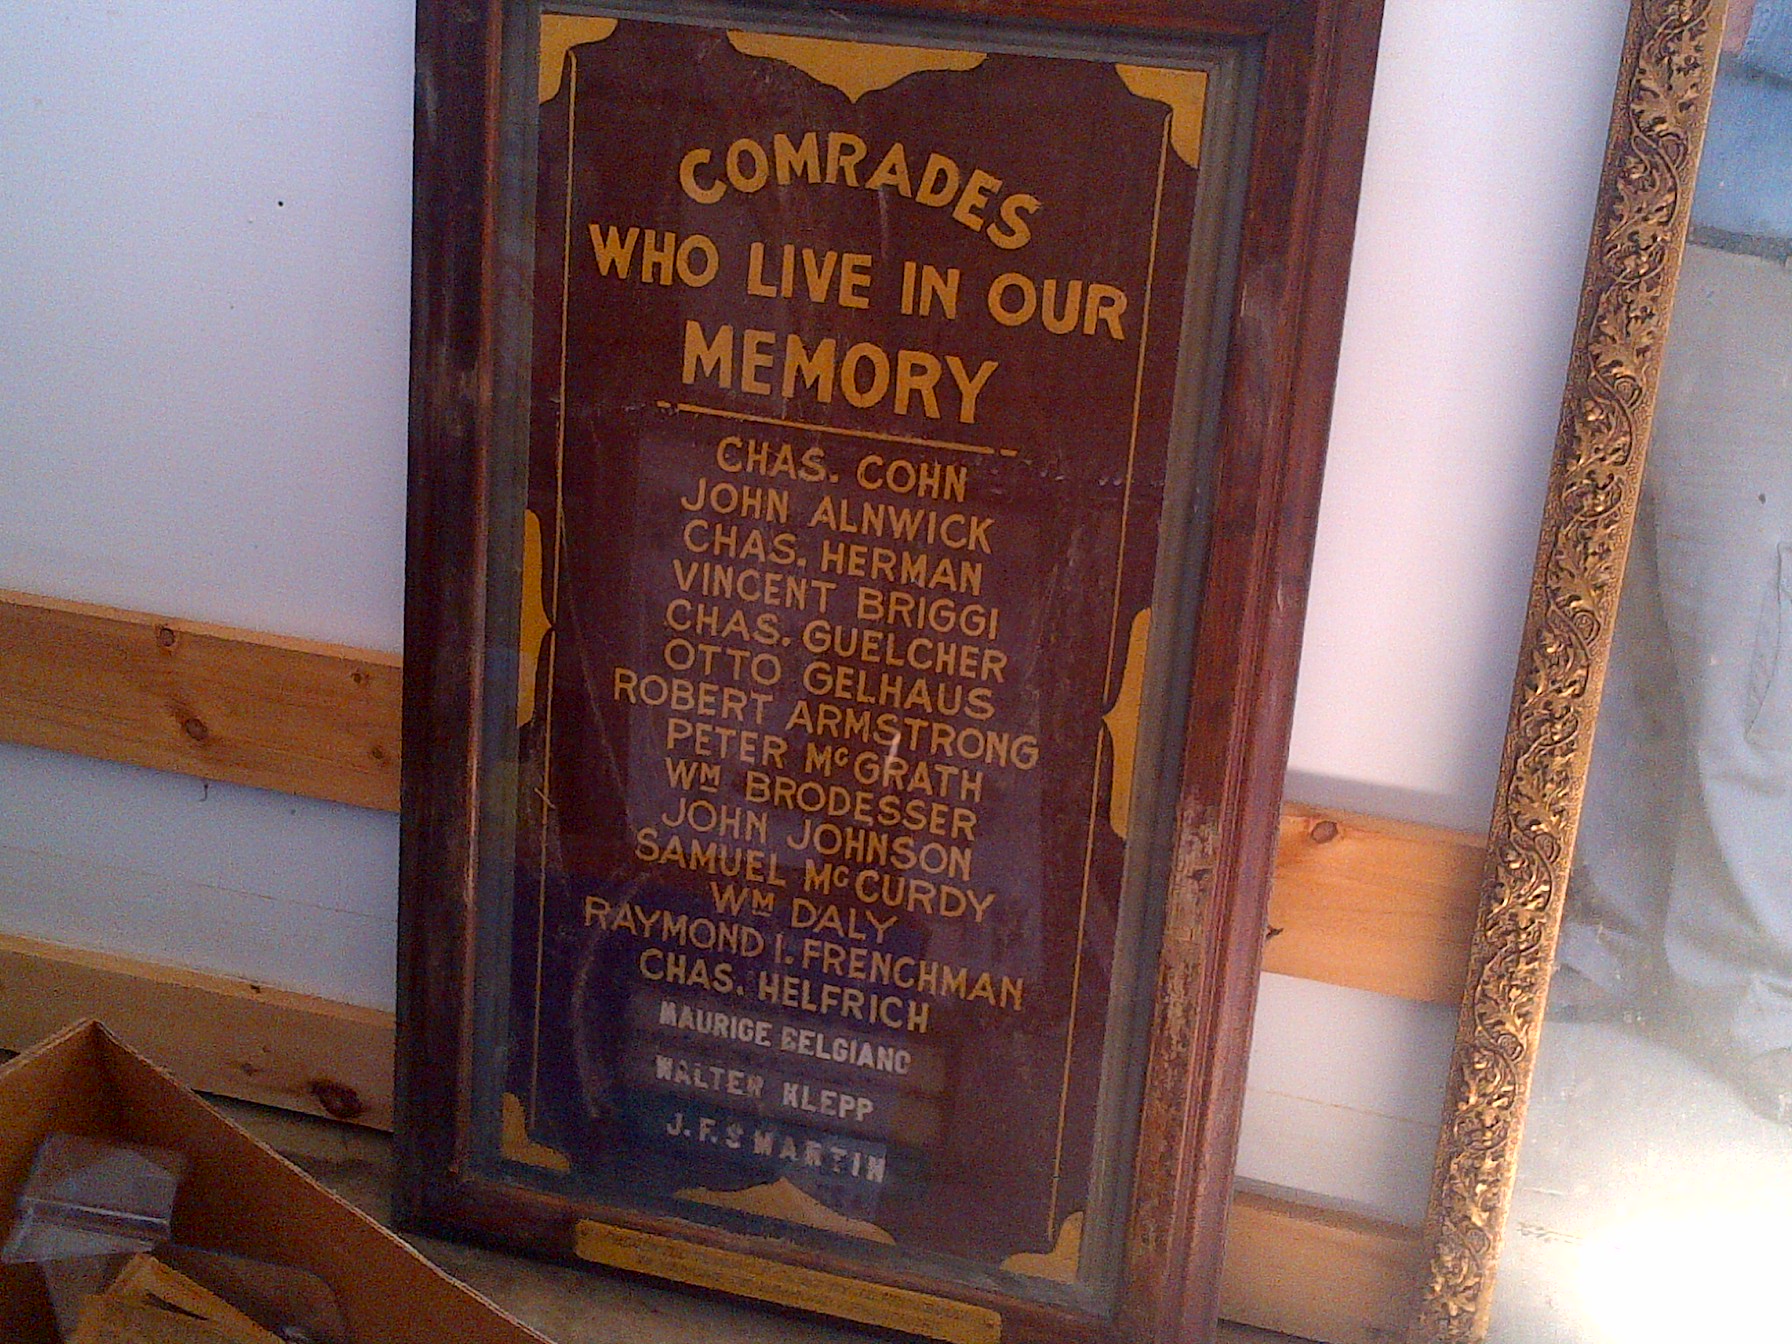 COMRADES
WHO LIVE IN OUR
MEMORY
CHAS. COHN
JOHN ALNWICK
CHAS. HERMAN
VINCENT BRIGGI
CHAS. GUELCHER
OTTO GELHAUS
ROBERT ARMSTRONG
PETER McGRATH
WM BRODESSER
JOHN JOHNSON
SAMUEL McCURDY
WM DALY
RAYMOND I. FRENCHMAN
CHAS. HELFRICH
MAURICE BELGIANO
WALTER KLEPP
J.F.S MARTIN